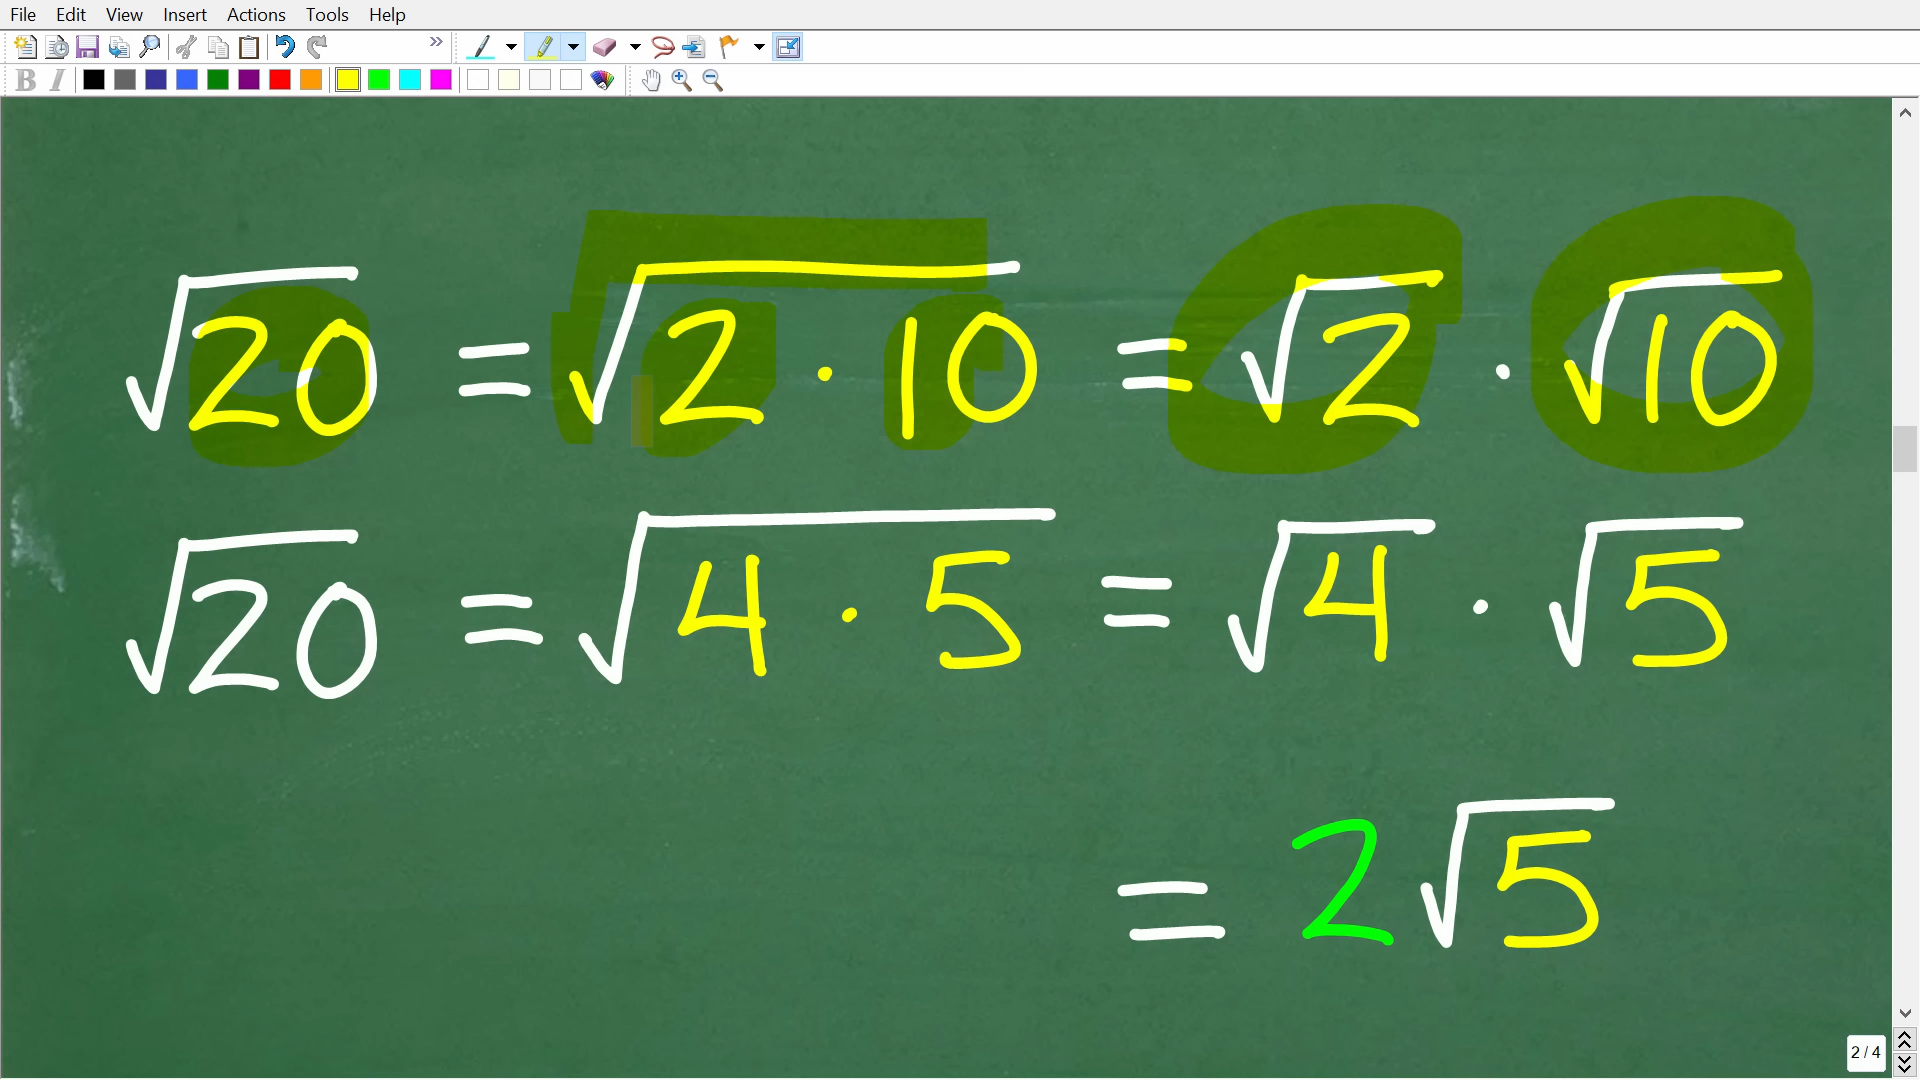 File Edit View Insert Actions Tools Help
B I
√20 = √2 · 10 = √2 · √10
√20 = √4 · 5 = √4 · √5
= 2√5
2 / 4